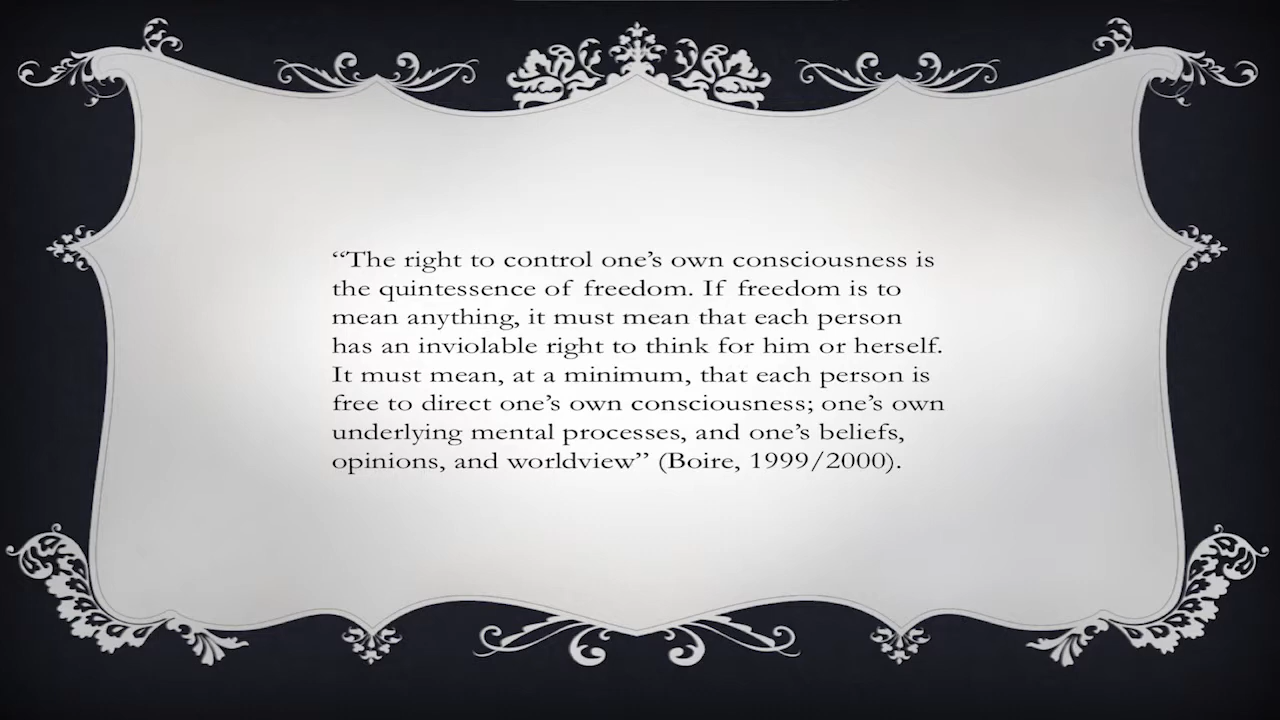 “The right to control one’s own consciousness is
the quintessence of freedom. If freedom is to
mean anything, it must mean that each person
has an inviolable right to think for him or herself.
It must mean, at a minimum, that each person is
free to direct one’s own consciousness; one’s own
underlying mental processes, and one’s beliefs,
opinions, and worldview” (Boire, 1999/2000).